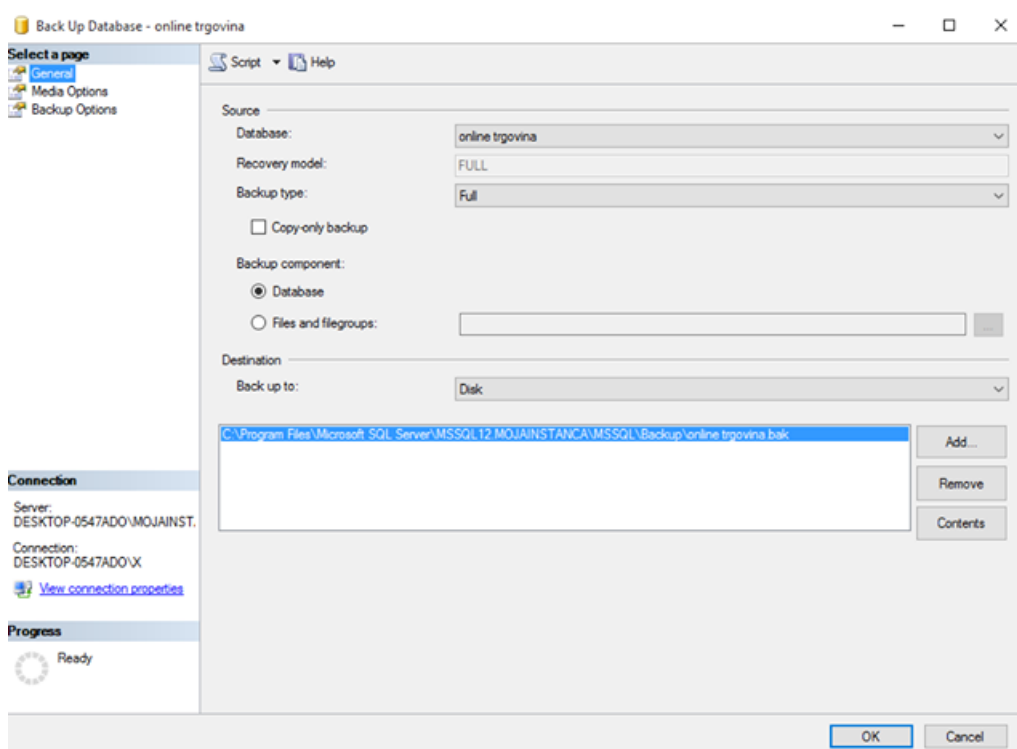 Back Up Database - online trgovina
Select a page
General
Media Options
Backup Options
Script Help
Source
Database: online trgovina
Recovery model: FULL
Backup type: Full
Copy-only backup
Backup component:
Database
Files and filegroups: ...
Destination
Back up to: Disk
C:\Program Files\Microsoft SQL Server\MSSQL12.MOJAINSTANCA\MSSQL\Backup\online trgovina.bak
Add...
Remove
Contents
Connection
Server:
DESKTOP-0547ADO\MOJAINST.
Connection:
DESKTOP-0547ADO\X
View connection properties
Progress
Ready
OK Cancel